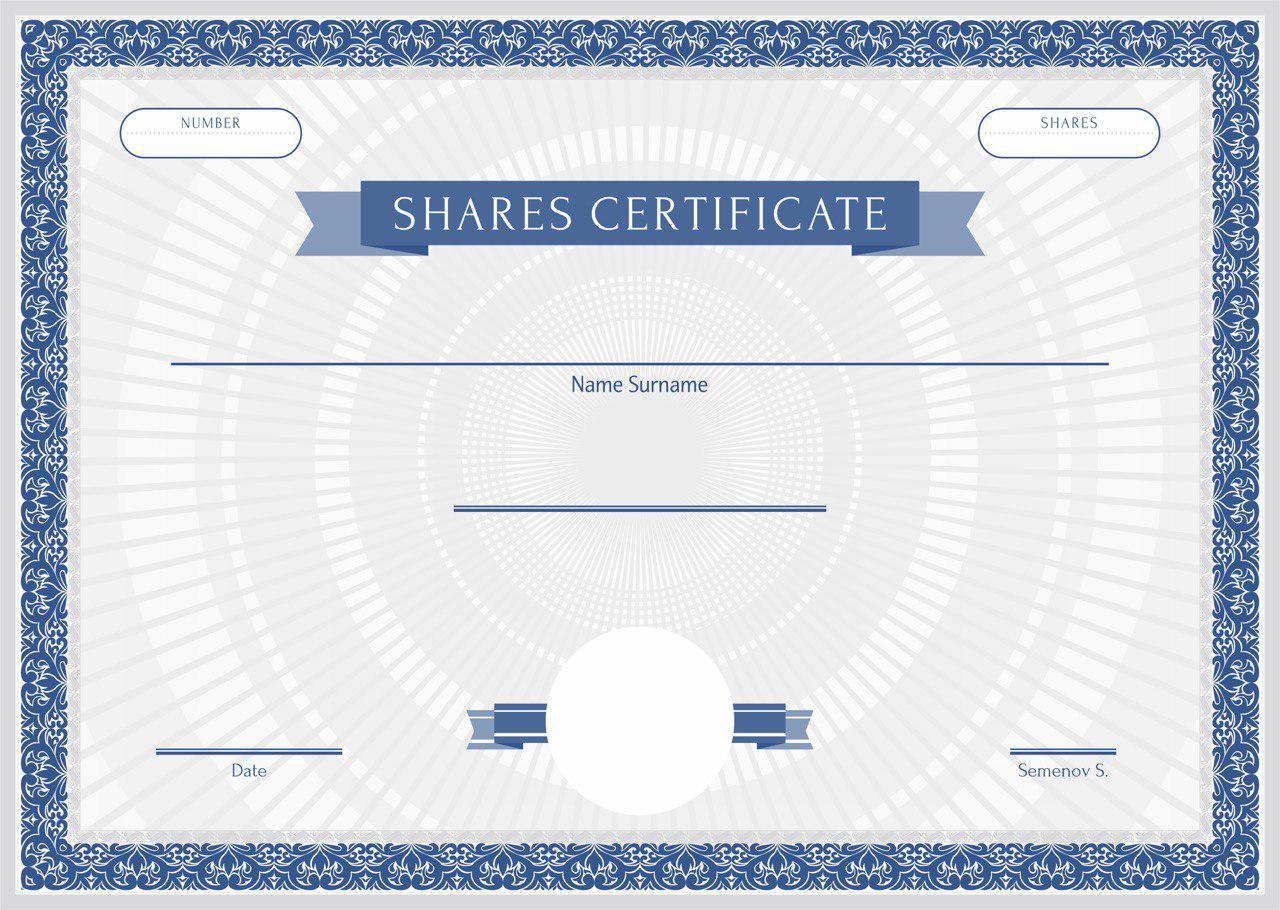 NUMBER
SHARES
SHARES CERTIFICATE
Name Surname
Date
Semenov S.